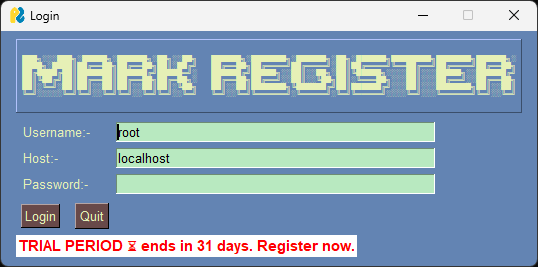 Login
MARK REGISTER
Username:- root
Host:- localhost
Password:-
Login Quit
TRIAL PERIOD ⌛ ends in 31 days. Register now.